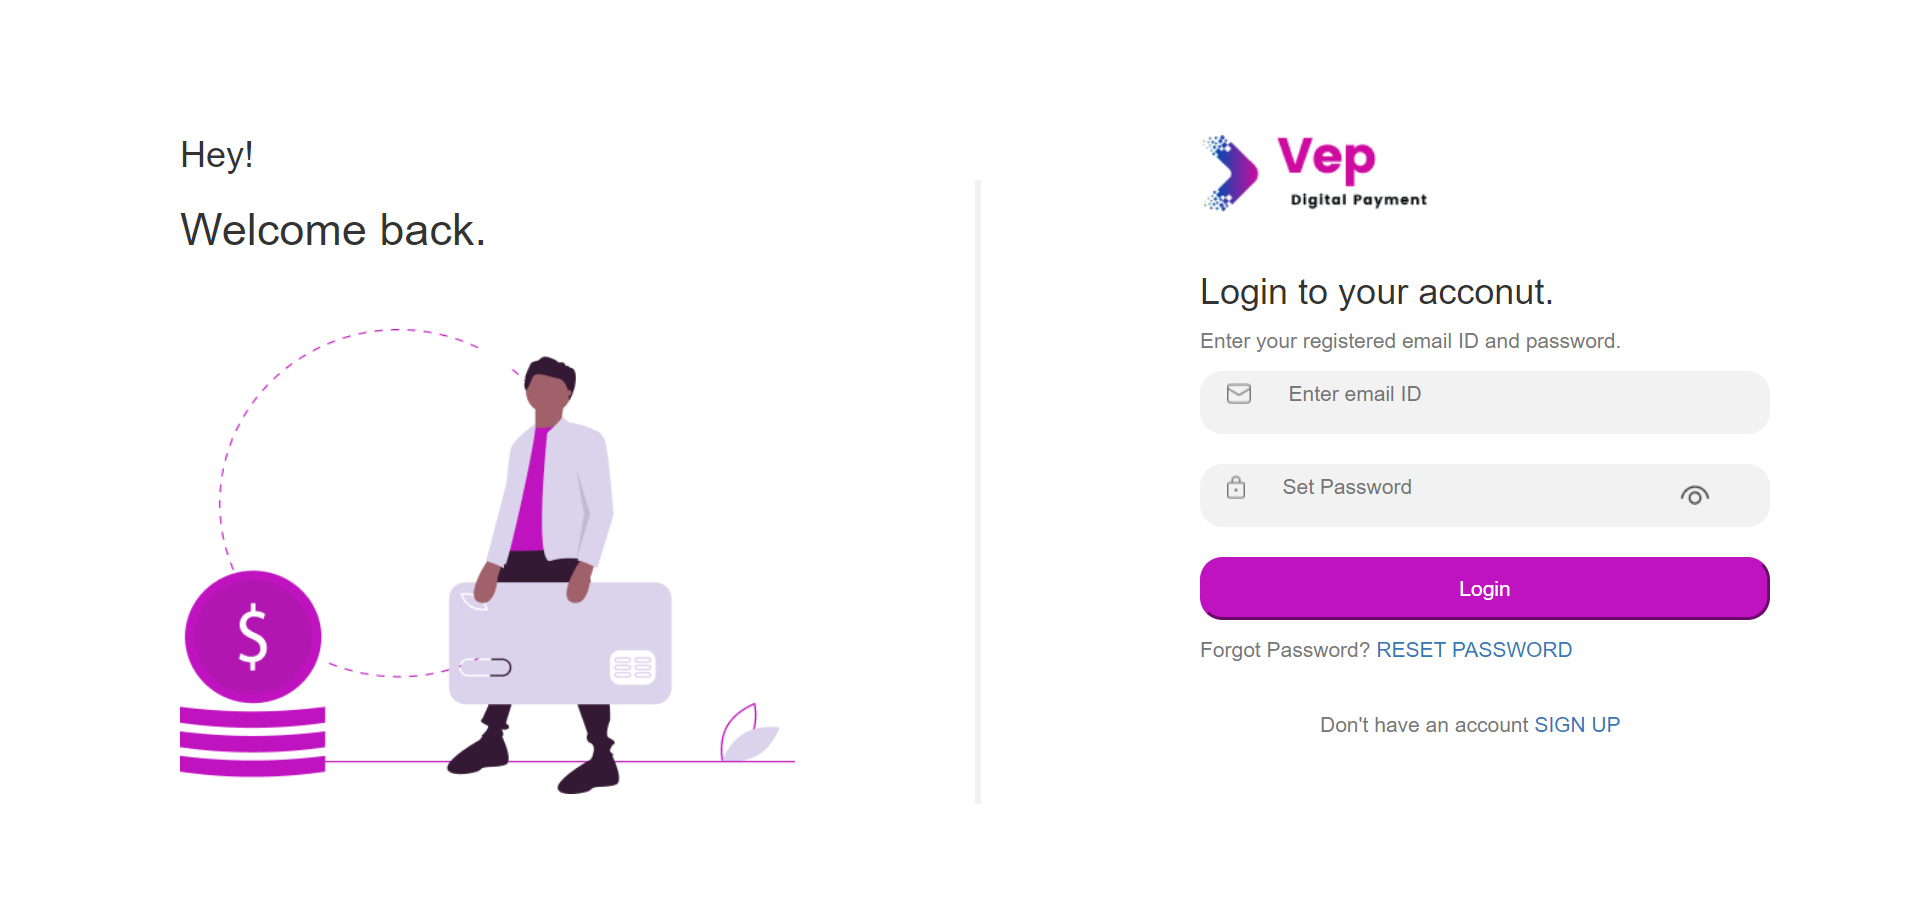 Hey!
Welcome back.
$
Vep
Digital Payment
Login to your acconut.
Enter your registered email ID and password.
Enter email ID
Set Password
Login
Forgot Password? RESET PASSWORD
Don't have an account SIGN UP